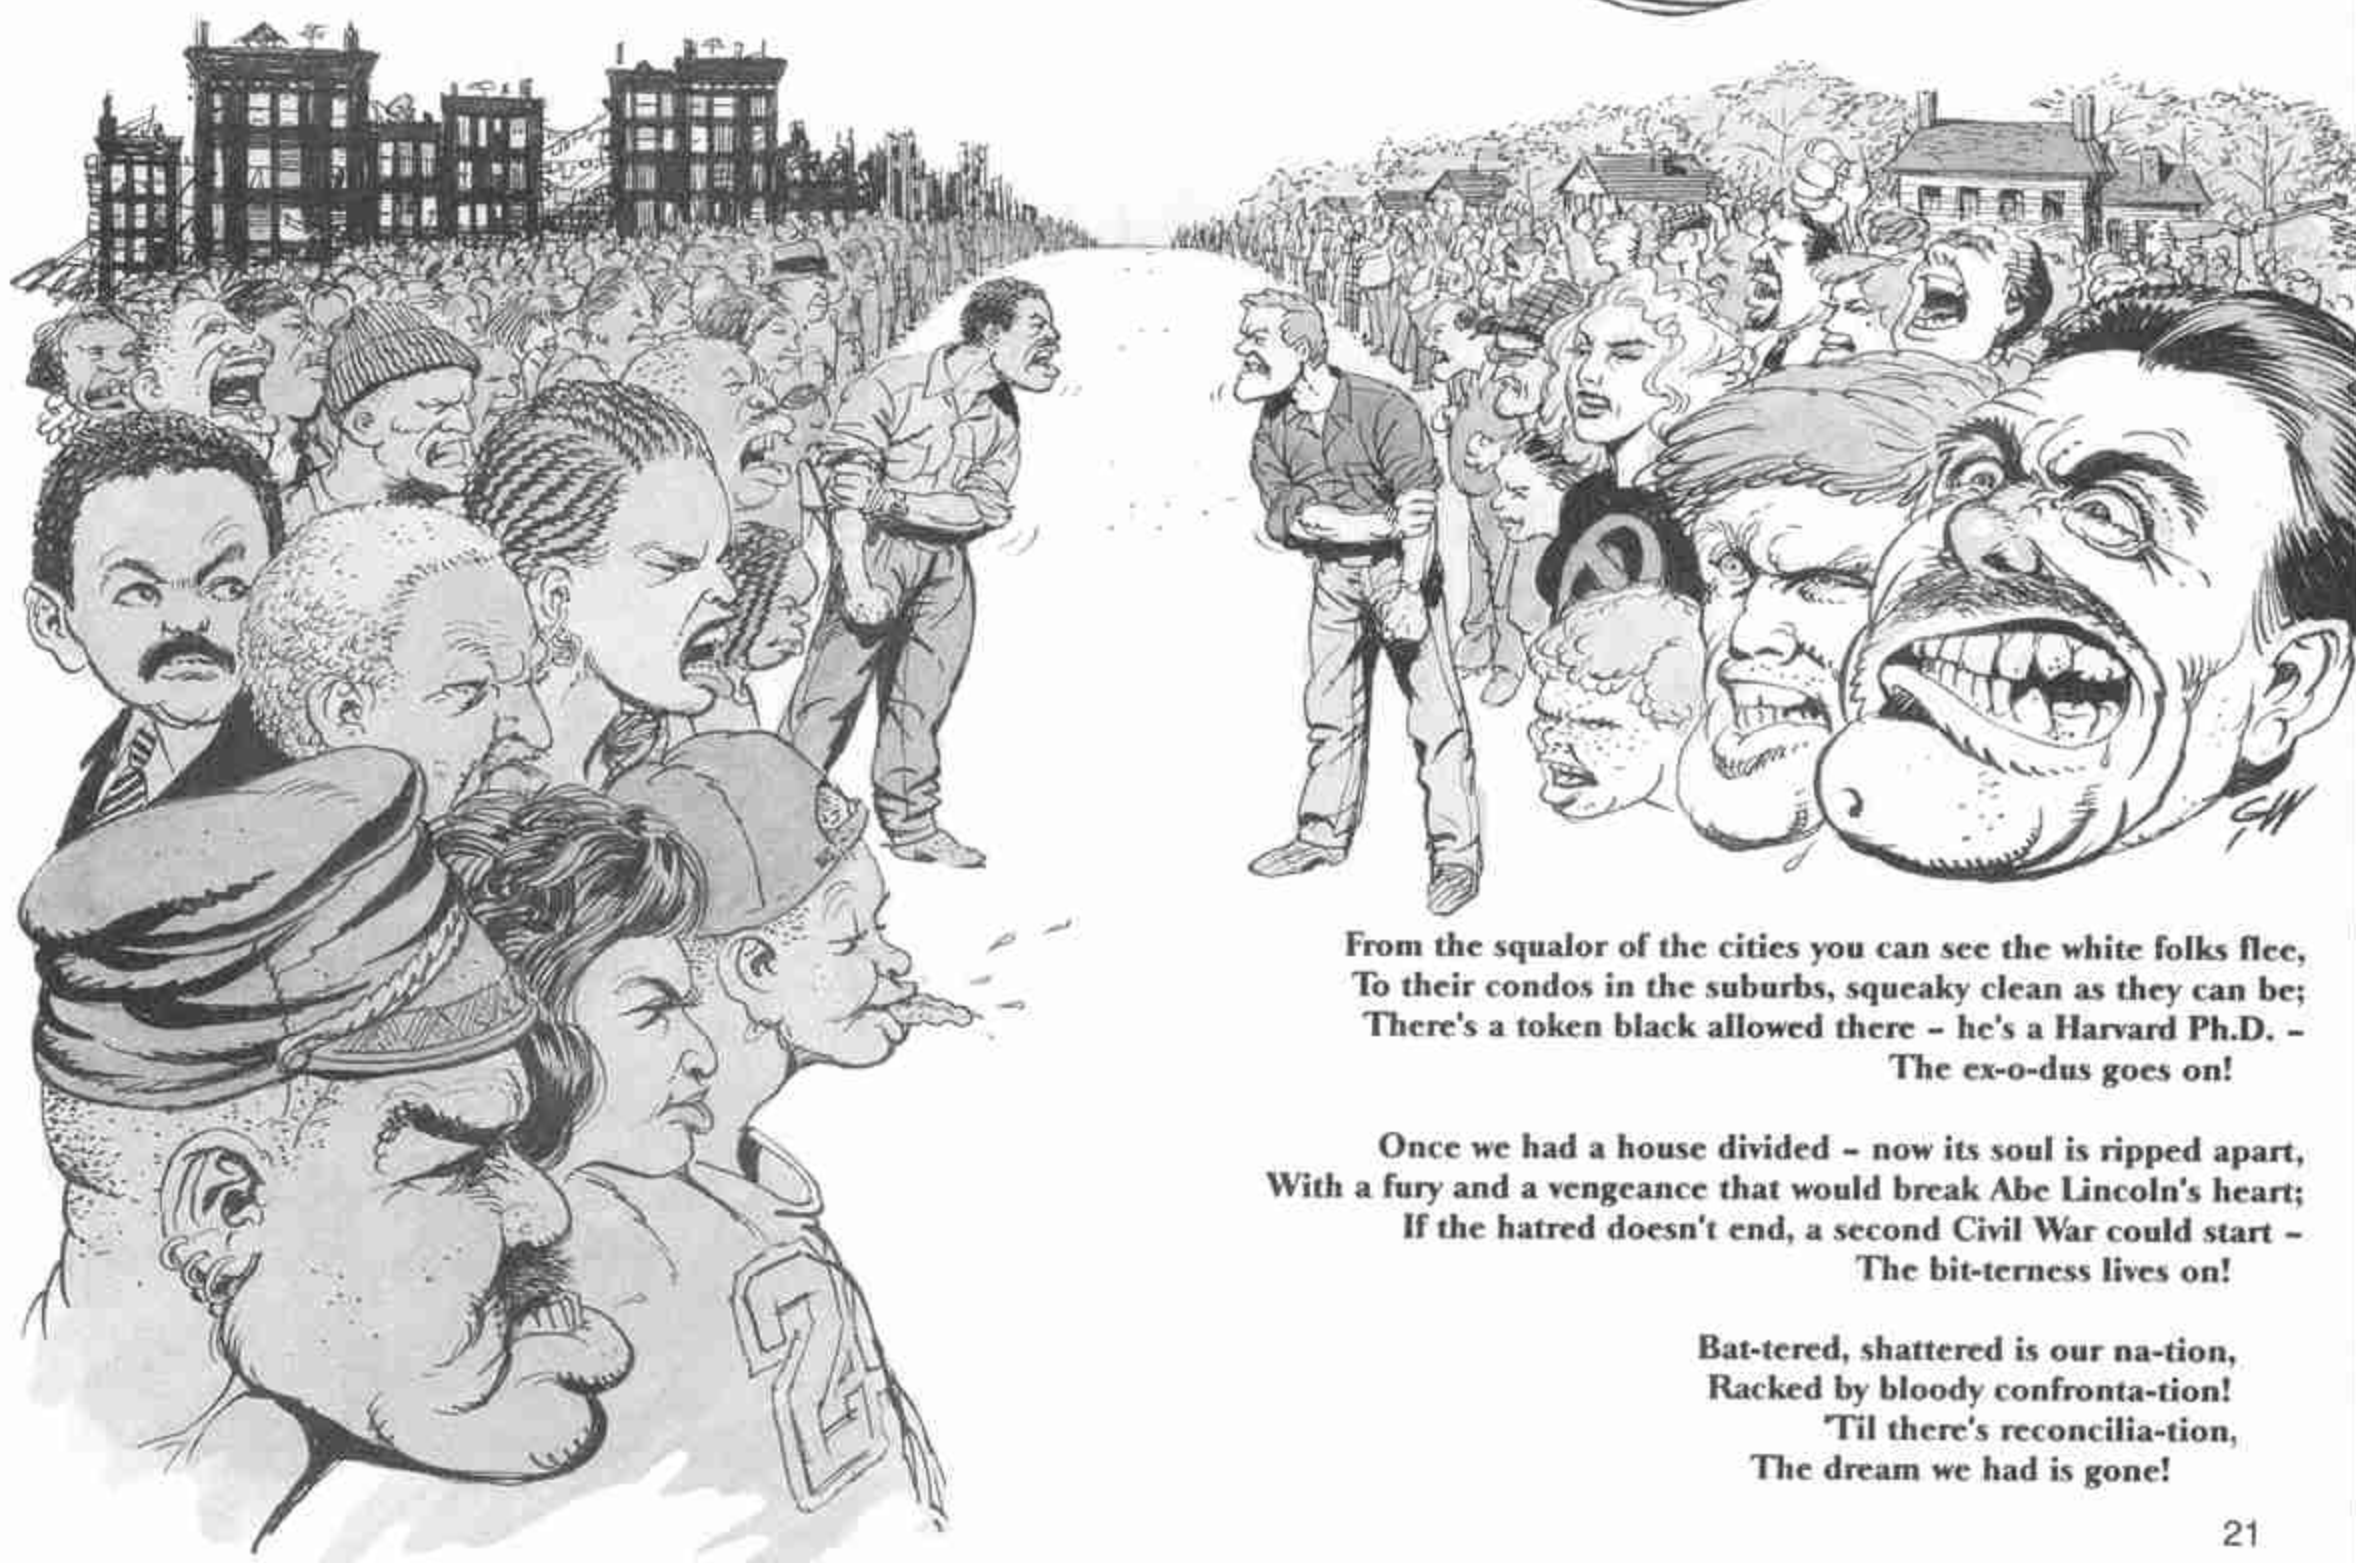 From the squalor of the cities you can see the white folks flee,
To their condos in the suburbs, squeaky clean as they can be;
There's a token black allowed there – he's a Harvard Ph.D. –
The ex-o-dus goes on!
Once we had a house divided – now its soul is ripped apart,
With a fury and a vengeance that would break Abe Lincoln's heart;
If the hatred doesn't end, a second Civil War could start –
The bit-terness lives on!
Bat-tered, shattered is our na-tion,
Racked by bloody confronta-tion!
'Til there's reconcilia-tion,
The dream we had is gone!
21